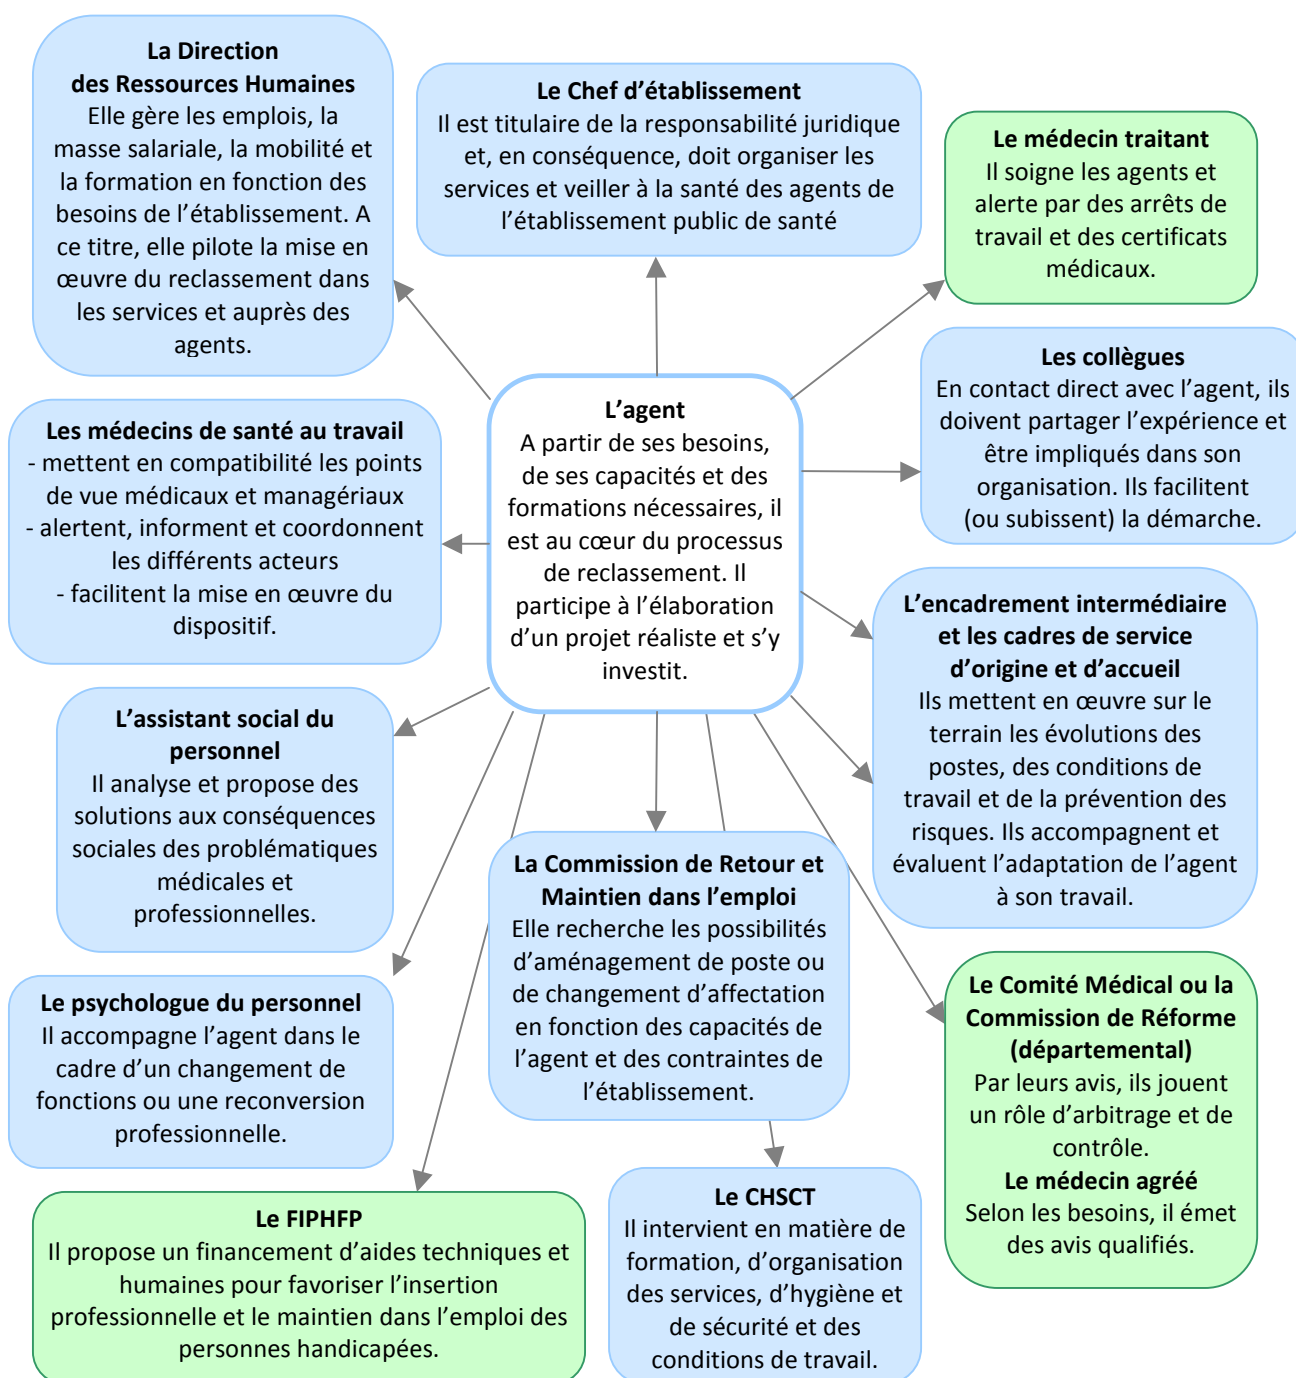 La Direction
des Ressources Humaines
Elle gère les emplois, la
masse salariale, la mobilité et
la formation en fonction des
besoins de l’établissement. A
ce titre, elle pilote la mise en
œuvre du reclassement dans
les services et auprès des
agents.
Le Chef d’établissement
Il est titulaire de la responsabilité juridique
et, en conséquence, doit organiser les
services et veiller à la santé des agents de
l’établissement public de santé
Le médecin traitant
Il soigne les agents et
alerte par des arrêts de
travail et des certificats
médicaux.
Les collègues
En contact direct avec l’agent, ils
doivent partager l’expérience et
être impliqués dans son
organisation. Ils facilitent
(ou subissent) la démarche.
L’agent
A partir de ses besoins,
de ses capacités et des
formations nécessaires, il
est au cœur du processus
de reclassement. Il
participe à l’élaboration
d’un projet réaliste et s’y
investit.
Les médecins de santé au travail
- mettent en compatibilité les points
de vue médicaux et managériaux
- alertent, informent et coordonnent
les différents acteurs
- facilitent la mise en œuvre du
dispositif.
L’encadrement intermédiaire
et les cadres de service
d’origine et d’accueil
Ils mettent en œuvre sur le
terrain les évolutions des
postes, des conditions de
travail et de la prévention des
risques. Ils accompagnent et
évaluent l’adaptation de l’agent
à son travail.
L’assistant social du
personnel
Il analyse et propose des
solutions aux conséquences
sociales des problématiques
médicales et
professionnelles.
La Commission de Retour et
Maintien dans l’emploi
Elle recherche les possibilités
d’aménagement de poste ou
de changement d’affectation
en fonction des capacités de
l’agent et des contraintes de
l’établissement.
Le psychologue du personnel
Il accompagne l’agent dans le
cadre d’un changement de
fonctions ou une reconversion
professionnelle.
Le Comité Médical ou la
Commission de Réforme
(départemental)
Par leurs avis, ils jouent
un rôle d’arbitrage et de
contrôle.
Le médecin agréé
Selon les besoins, il émet
des avis qualifiés.
Le FIPHFP
Il propose un financement d’aides techniques et
humaines pour favoriser l’insertion
professionnelle et le maintien dans l’emploi des
personnes handicapées.
Le CHSCT
Il intervient en matière de
formation, d’organisation
des services, d’hygiène et
de sécurité et des
conditions de travail.